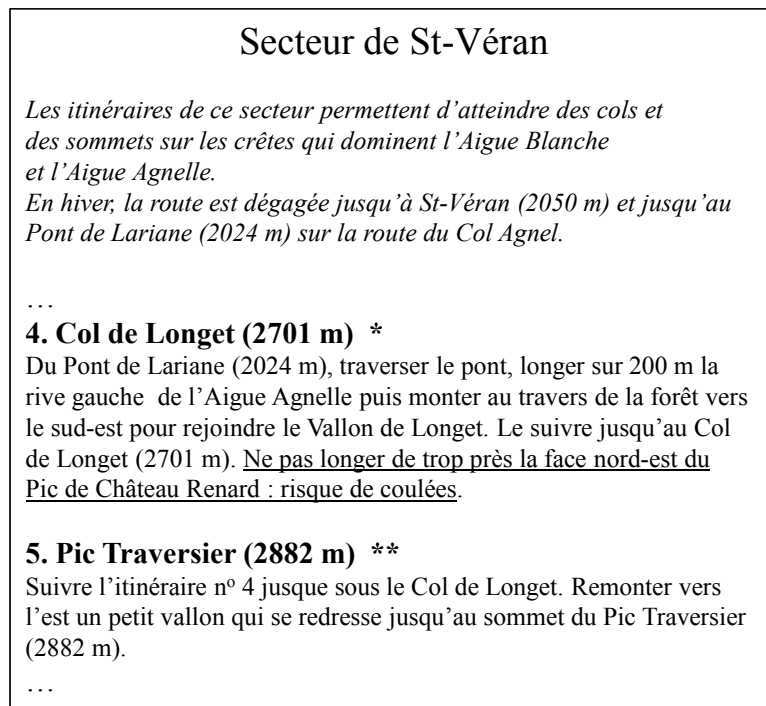 Secteur de St-Véran
Les itinéraires de ce secteur permettent d’atteindre des cols et
des sommets sur les crêtes qui dominent l’Aigue Blanche
et l’Aigue Agnelle.
En hiver, la route est dégagée jusqu’à St-Véran (2050 m) et jusqu’au
Pont de Lariane (2024 m) sur la route du Col Agnel.
…
4. Col de Longet (2701 m) *
Du Pont de Lariane (2024 m), traverser le pont, longer sur 200 m la
rive gauche de l’Aigue Agnelle puis monter au travers de la forêt vers
le sud-est pour rejoindre le Vallon de Longet. Le suivre jusqu’au Col
de Longet (2701 m). Ne pas longer de trop près la face nord-est du
Pic de Château Renard : risque de coulées.
5. Pic Traversier (2882 m) **
Suivre l’itinéraire nº 4 jusque sous le Col de Longet. Remonter vers
l’est un petit vallon qui se redresse jusqu’au sommet du Pic Traversier
(2882 m).
…